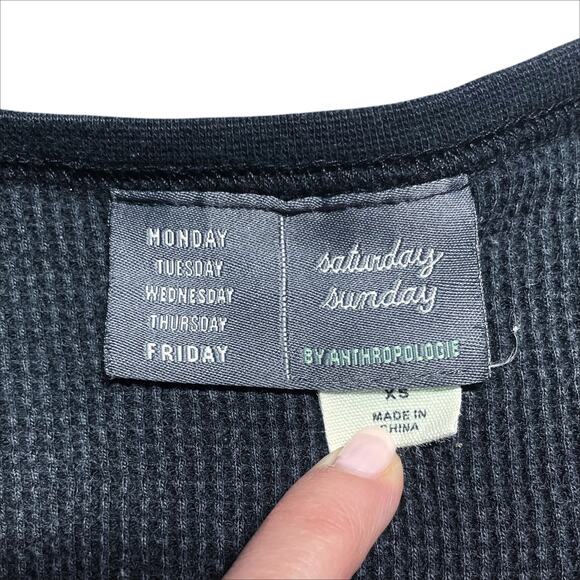 MONDAY
TUESDAY
WEDNESDAY
THURSDAY
FRIDAY
saturday
sunday
BY ANTHROPOLOGIE
XS
MADE IN
CHINA